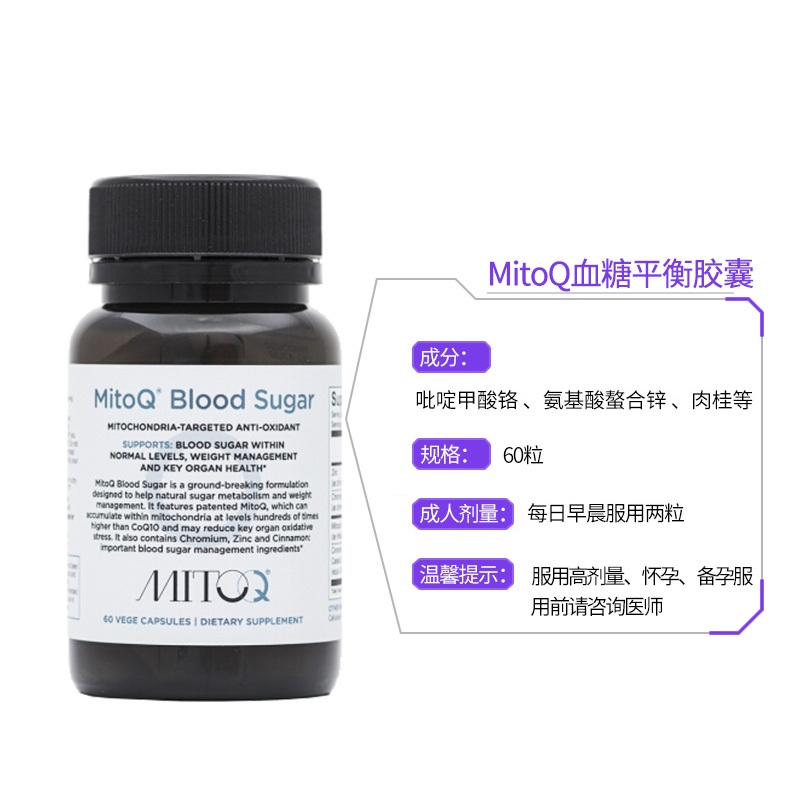 MitoQ® Blood Sugar
MITOCHONDRIA-TARGETED ANTI-OXIDANT
SUPPORTS: BLOOD SUGAR WITHIN
NORMAL LEVELS, WEIGHT MANAGEMENT
AND KEY ORGAN HEALTH*
MitoQ Blood Sugar is a ground-breaking formulation
designed to help natural sugar metabolism and weight
management. It features patented MitoQ, which can
accumulate within mitochondria at levels hundreds of times
higher than CoQ10 and may reduce key organ oxidative
stress. It also contains Chromium, Zinc and Cinnamon:
important blood sugar management ingredients*
MITOQ®
60 VEGE CAPSULES | DIETARY SUPPLEMENT
MitoQ血糖平衡胶囊
成分：
吡啶甲酸铬、氨基酸螯合锌、肉桂等
规格： 60粒
成人剂量： 每日早晨服用两粒
温馨提示： 服用高剂量、怀孕、备孕服
用前请咨询医师